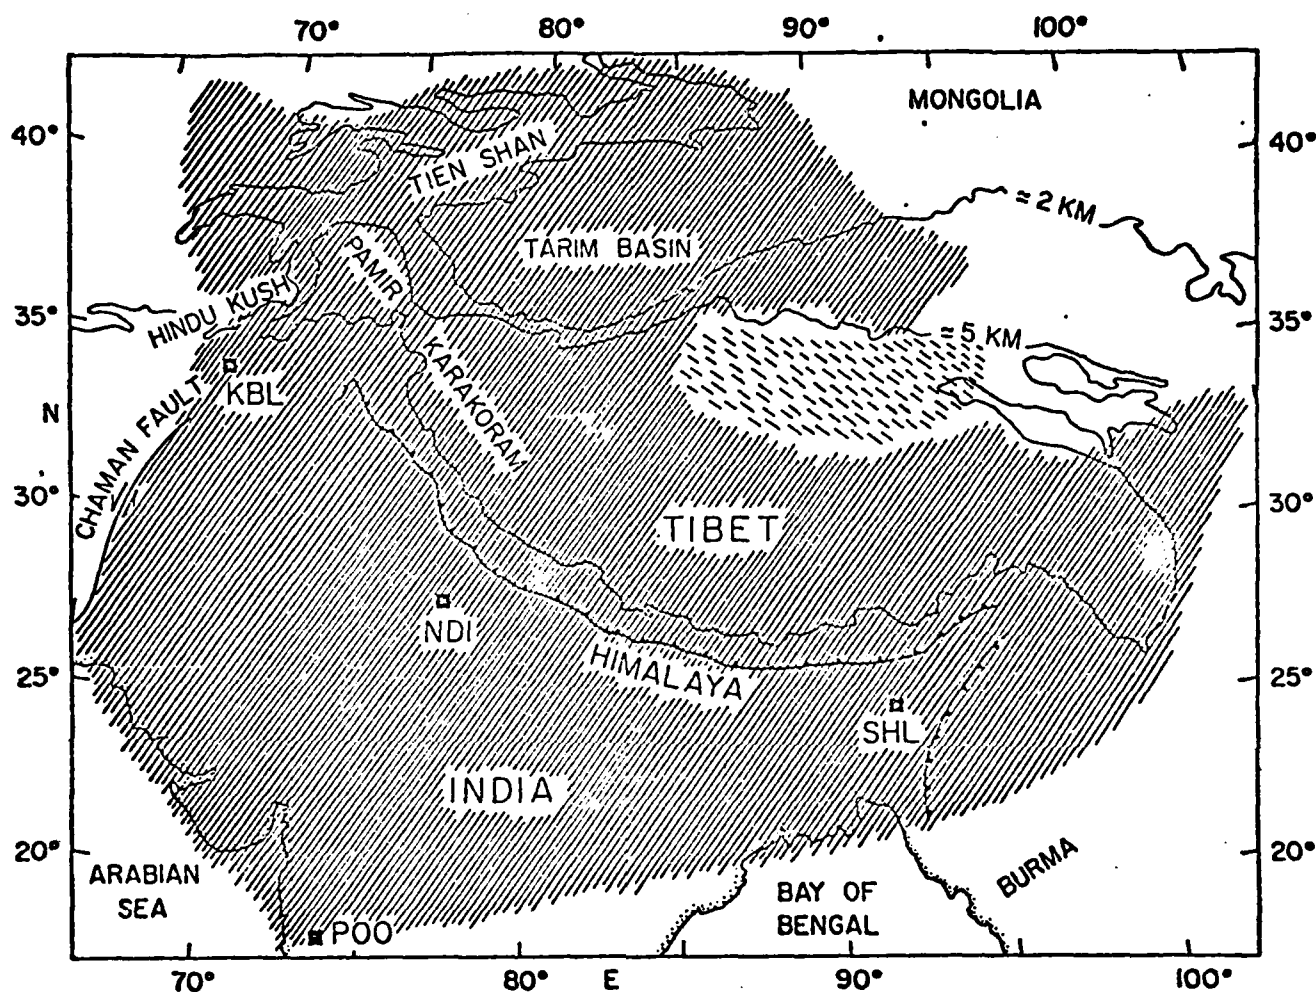 70° 80° 90° 100°
MONGOLIA
40° 40°
TIEN SHAN
≈ 2 KM
TARIM BASIN
PAMIR
HINDU KUSH
35° 35°
≈ 5 KM
KARAKORAM
KBL
N
CHAMAN FAULT
30° 30°
TIBET
NDI
HIMALAYA
25° 25°
SHL
INDIA
20° 20°
ARABIAN
SEA
BURMA
BAY OF
BENGAL
POO
70° 80° E 90° 100°